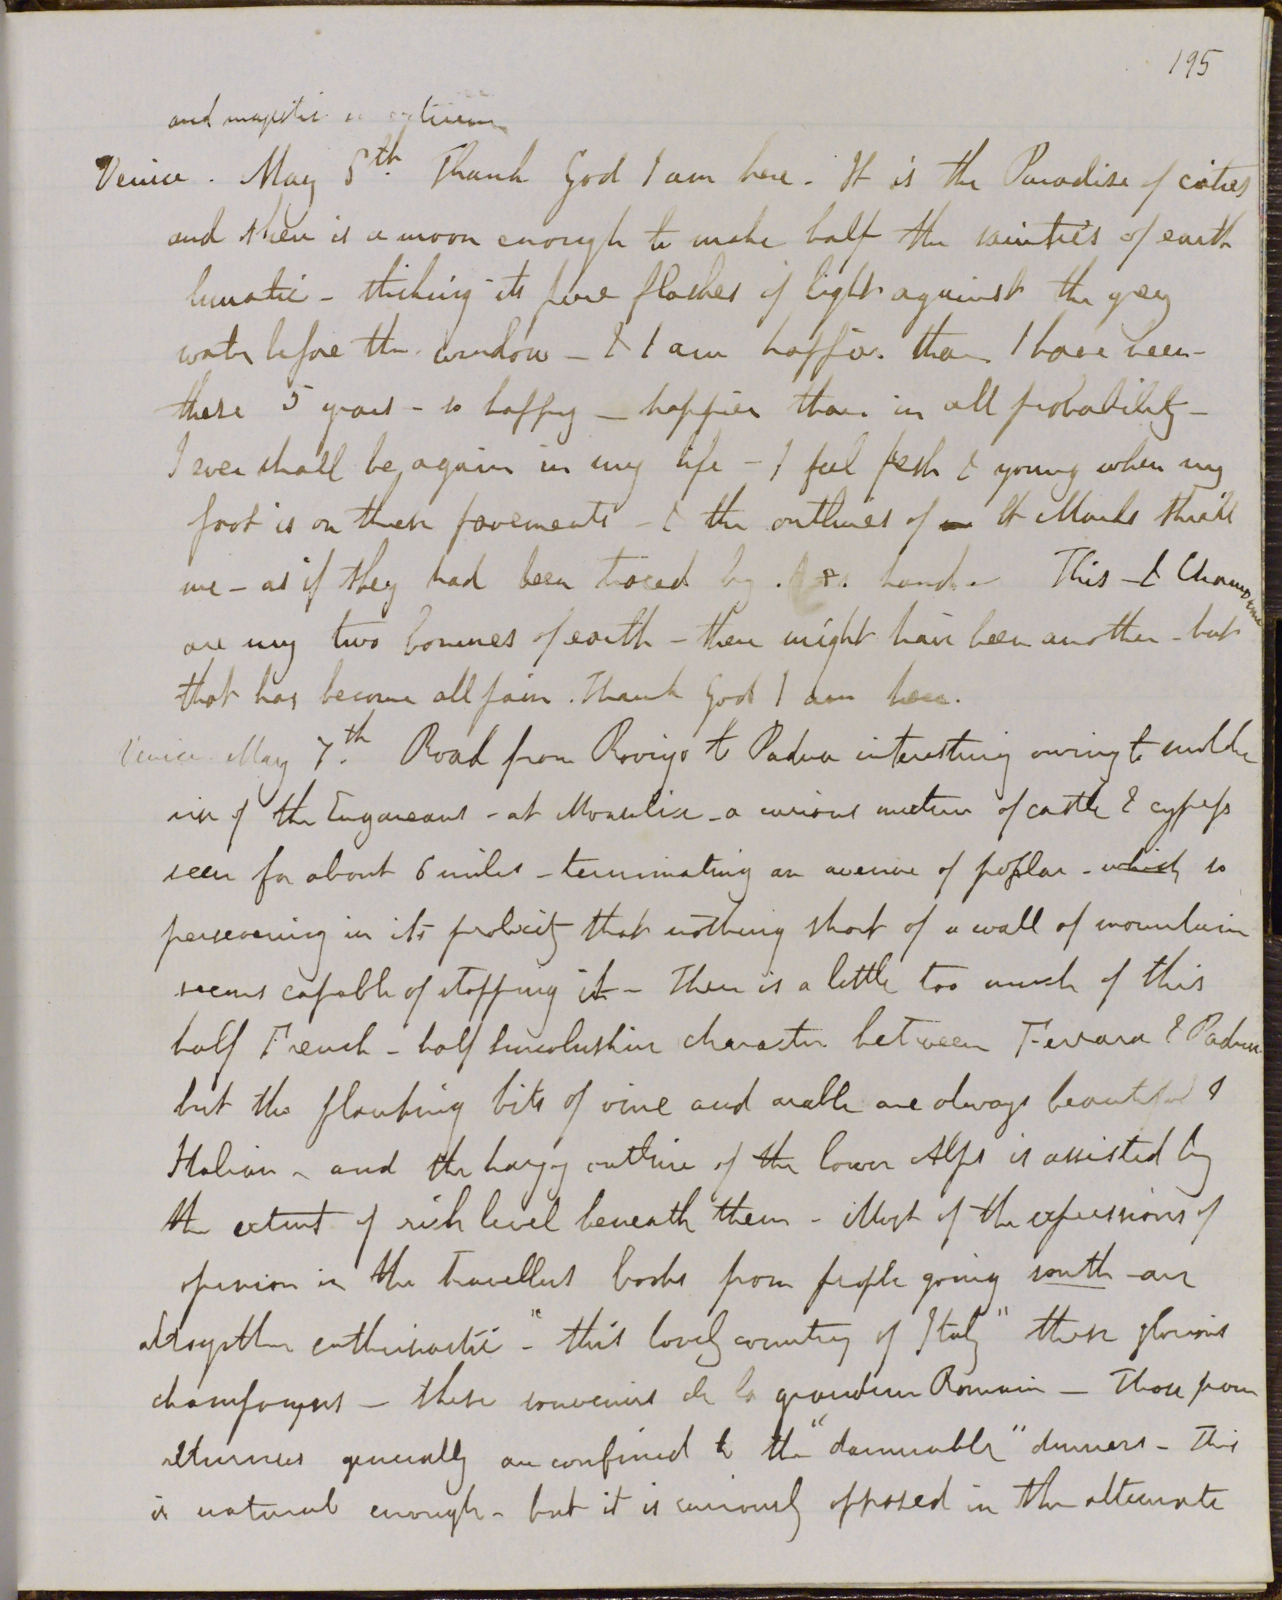 195
and majestic
Venice. May 6th. Thank God I am here. It is the Paradise of cities
and there is a moon enough to make half the sanities of earth
lunatic - striking its pure flashes of light against the grey
water before the window - & I am happier than I have been
these 5 years - so happy - happier than in all probability -
I ever shall be again in my life - I feel fresh & young when my
foot is on these pavements - & the outlines of St Marks thrill
me - as if they had been traced by hand - This - & Chamouni
are my two bournes of earth - there might have been another - but
that has become all pain. Thank God I am here.
Venice May 7th. Road from Rovigo to Padua interesting owing to sudden
rise of the Euganeans - at Monselice - a curious mixture of castle & cypress
seen for about 6 miles - terminating an avenue of poplar - which so
persevering in its prolixity that nothing short of a wall of mountain
seems capable of stopping it - There is a little too much of this
half French - half Lincolnshire character between Ferrara & Padua
but the flanking bits of vine and arable are always beautiful &
Italian - and the hazy outline of the lower Alps is assisted by
the extent of rich level beneath them - Most of the expressions of
opinion in the travellers books from people going south - are
altogether enthusiastic - "this lovely country of Italy" these glorious
champagnes - these souvenirs de la grandeur Romain - Those from
returners generally are confined to the "damnable" dinners - This
is natural enough - but it is curiously opposed in the alternate